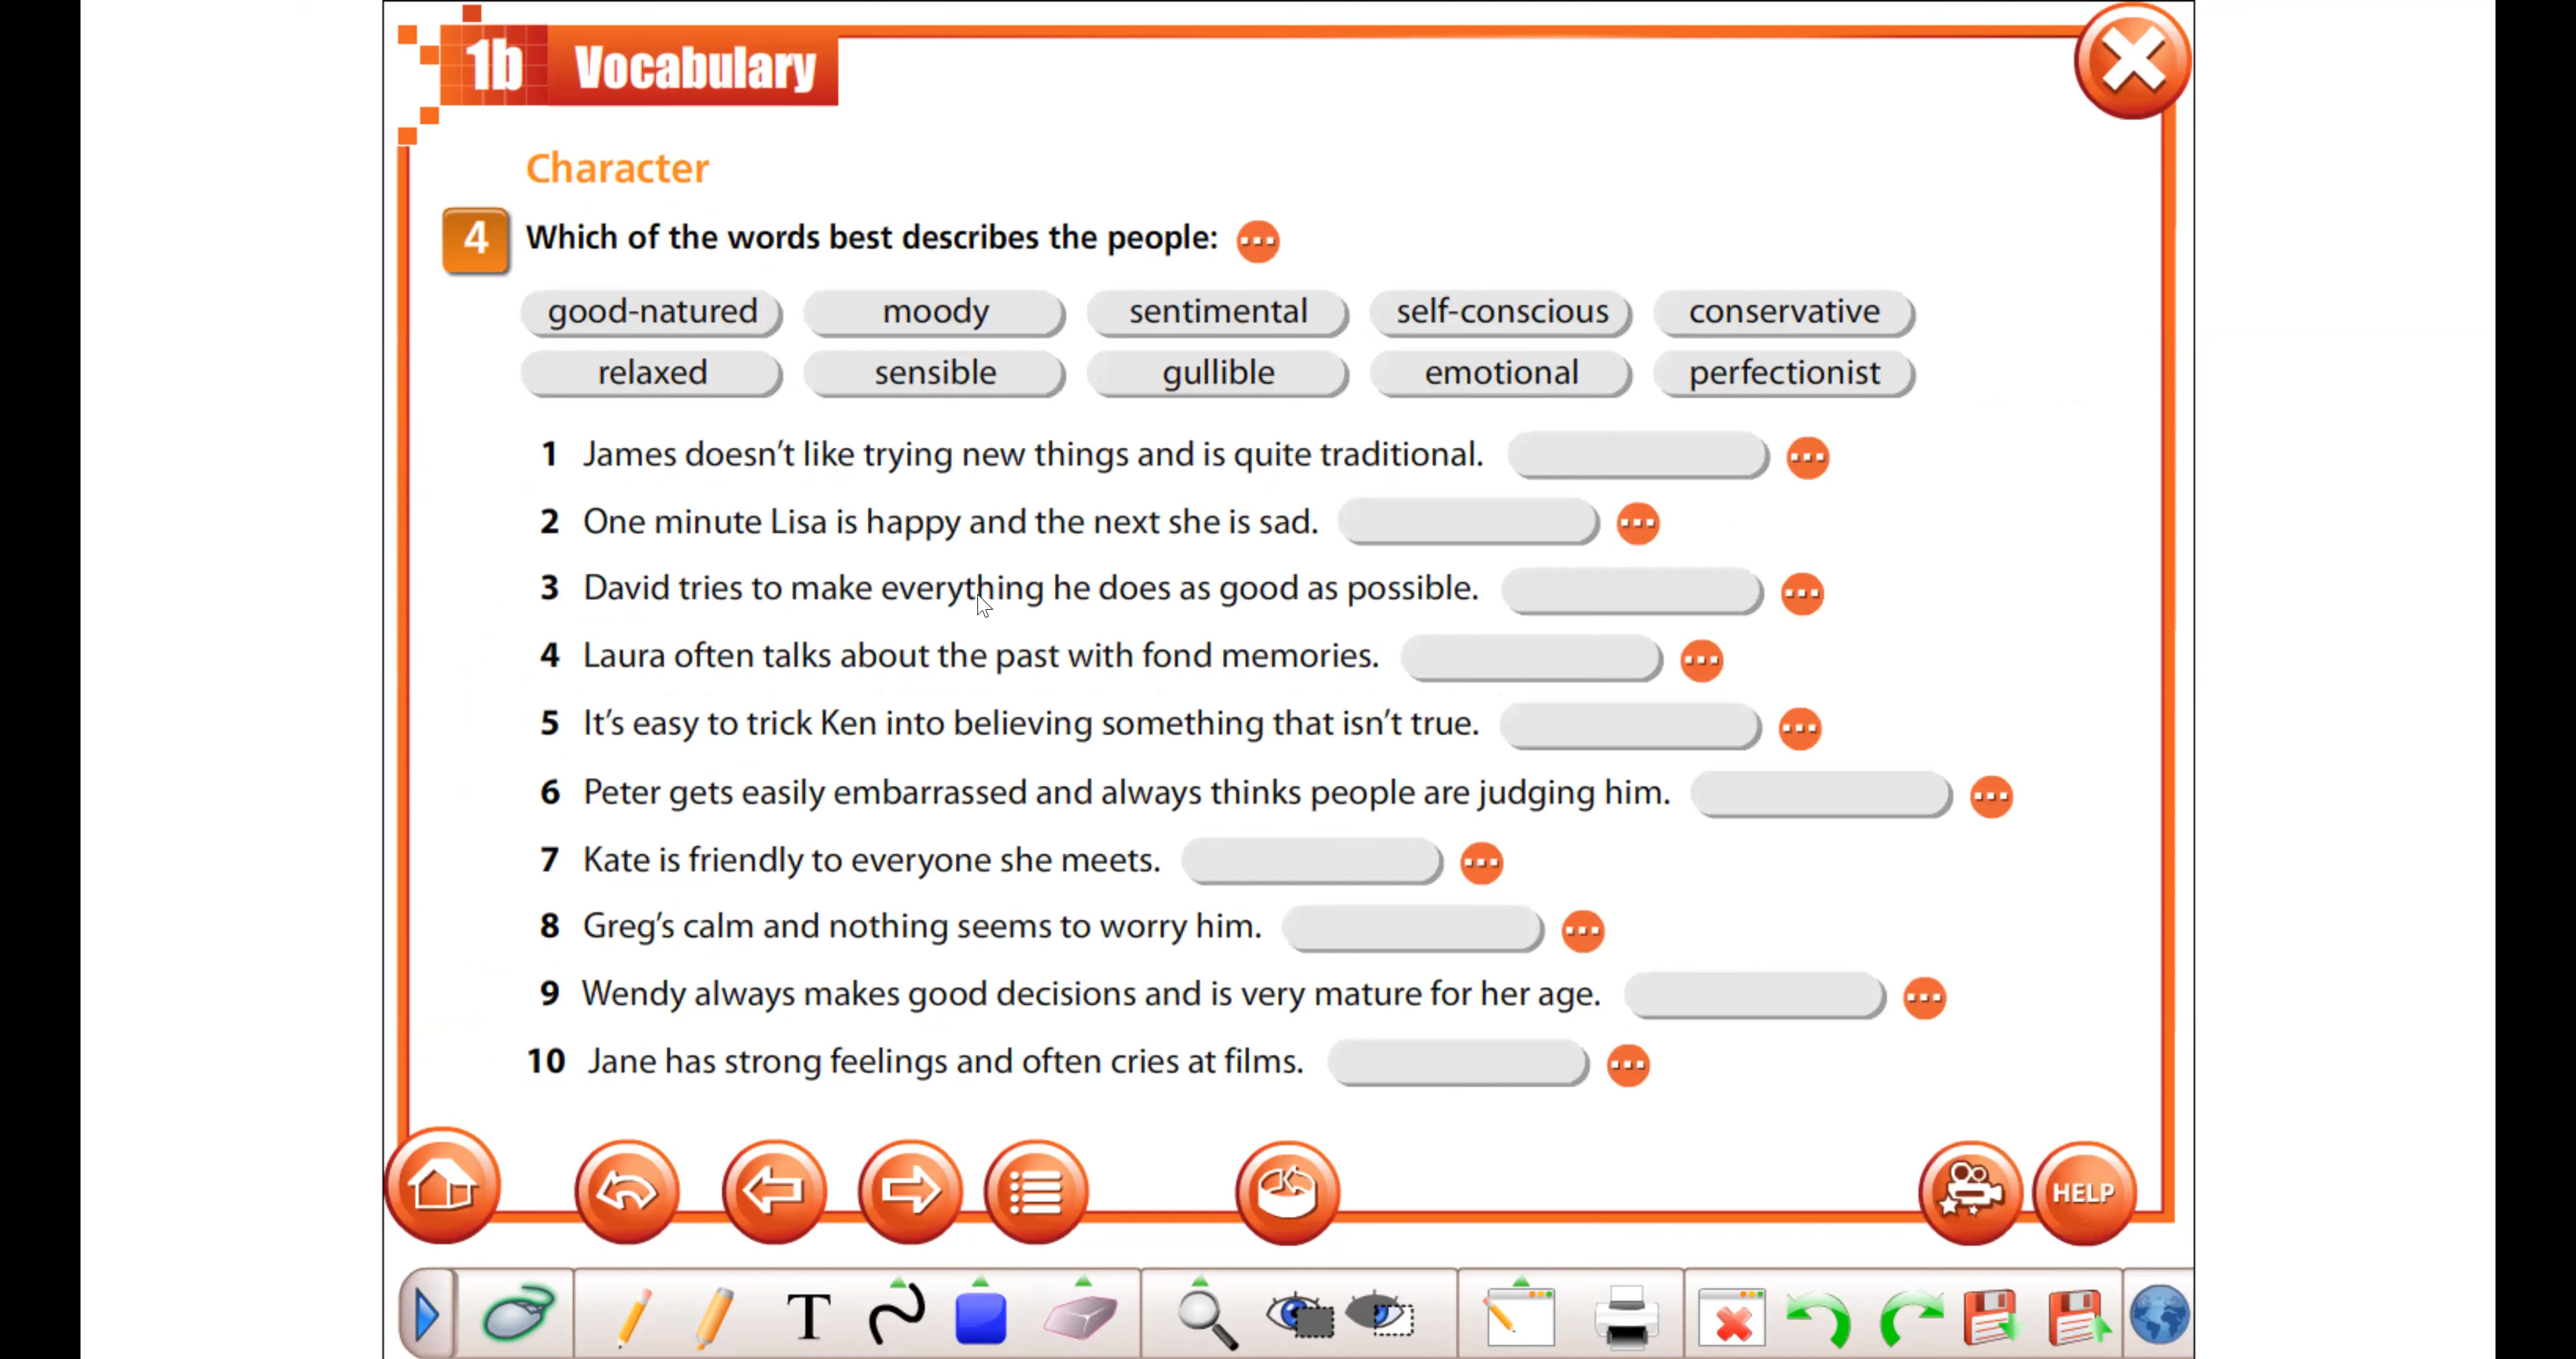 1b Vocabulary
Character
4 Which of the words best describes the people:
good-natured moody sentimental self-conscious conservative
relaxed sensible gullible emotional perfectionist
1 James doesn't like trying new things and is quite traditional.
2 One minute Lisa is happy and the next she is sad.
3 David tries to make everything he does as good as possible.
4 Laura often talks about the past with fond memories.
5 It's easy to trick Ken into believing something that isn't true.
6 Peter gets easily embarrassed and always thinks people are judging him.
7 Kate is friendly to everyone she meets.
8 Greg's calm and nothing seems to worry him.
9 Wendy always makes good decisions and is very mature for her age.
10 Jane has strong feelings and often cries at films.
HELP
T